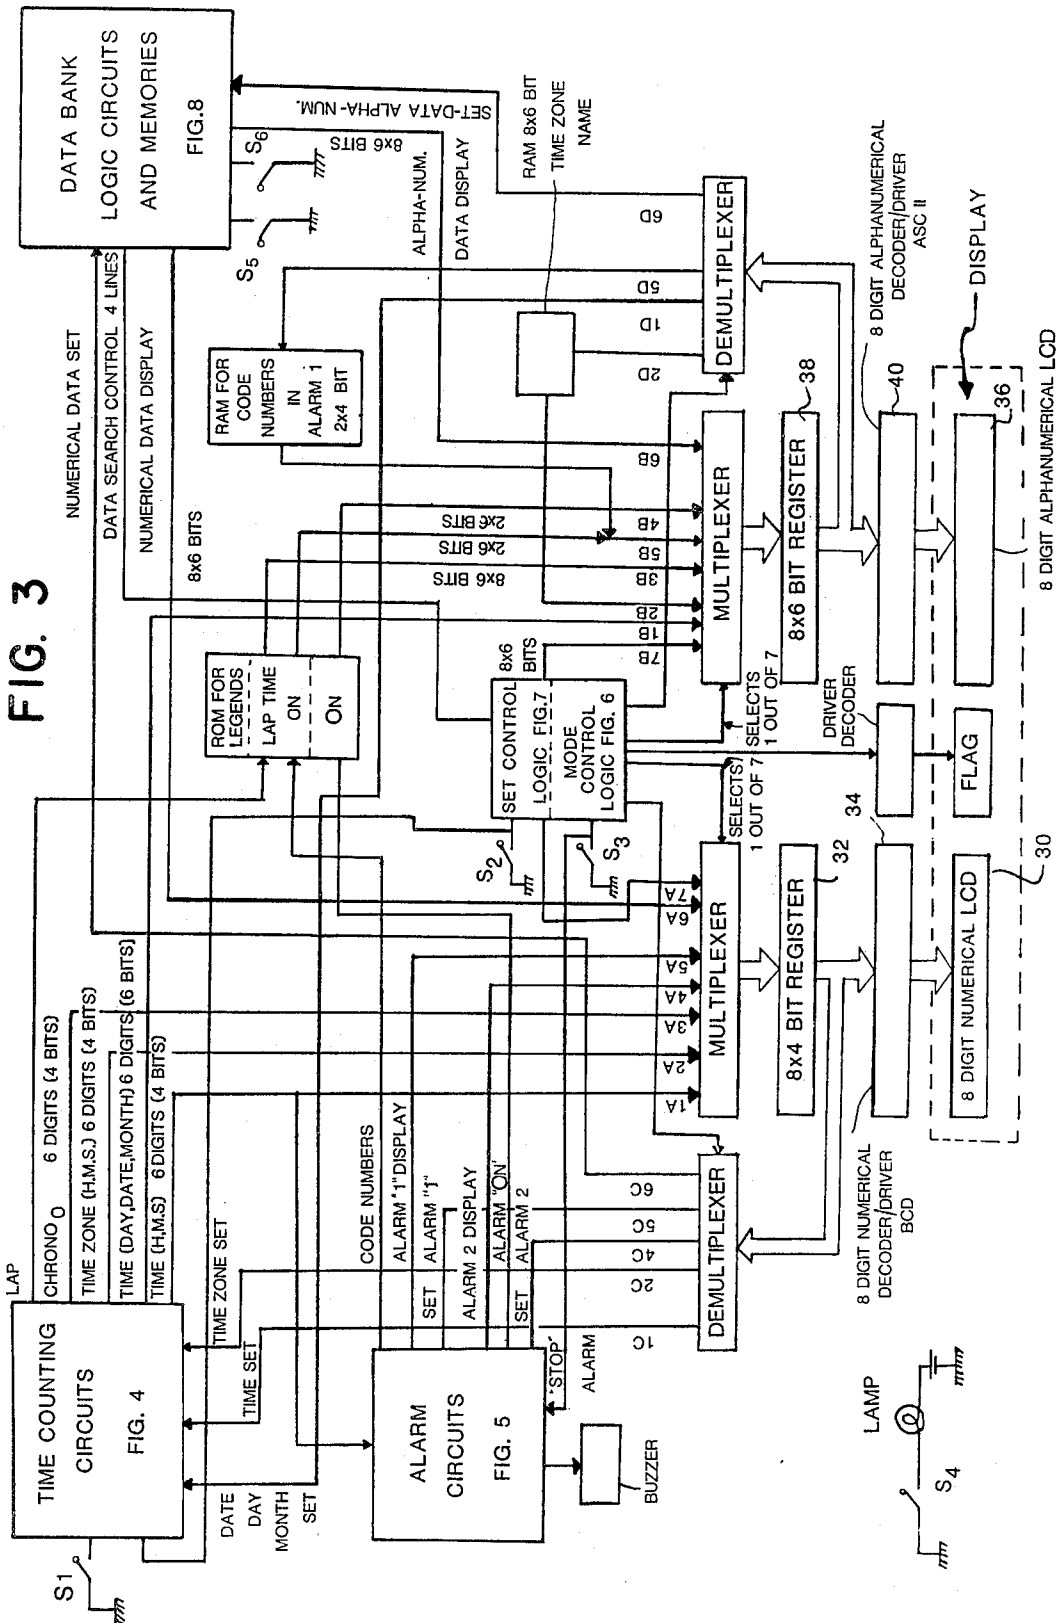 FIG. 3
TIME COUNTING
CIRCUITS
FIG. 4
S1
LAP
CHRONO 0 6 DIGITS (4 BITS)
TIME ZONE (H.M.S.) 6 DIGITS (4 BITS)
TIME (DAY,DATE,MONTH) 6 DIGITS (6 BITS)
TIME (H.M.S.) 6 DIGITS (4 BITS)
TIME ZONE SET
TIME SET
DATE
DAY
MONTH
SET
NUMERICAL DATA SET
DATA SEARCH CONTROL 4 LINES
NUMERICAL DATA DISPLAY
8x6 BITS
DATA BANK
LOGIC CIRCUITS
AND MEMORIES
FIG.8
S5
S6
SET-DATA ALPHA-NUM.
8x6 BITS
ALPHA-NUM.
DATA DISPLAY
ROM FOR
LEGENDS
LAP TIME
ON
ON
RAM FOR
CODE
NUMBERS
IN
ALARM 1
2x4 BIT
RAM 8x6 BIT
TIME ZONE
NAME
ALARM
CIRCUITS
FIG. 5
BUZZER
CODE NUMBERS
ALARM "1" DISPLAY
SET ALARM "1"
ALARM 2 DISPLAY
ALARM "ON"
SET ALARM 2
"STOP"
ALARM
S2
S3
SET CONTROL
LOGIC FIG.7
MODE
CONTROL
LOGIC FIG. 6
8x6
BITS
8x6 BITS
2x6 BITS
2x6 BITS
1C
2C
4C
5C
6C
1A
2A
3A
4A
5A
6A
7A
7B
1B
2B
3B
5B
4B
6B
2D
1D
5D
6D
DEMULTIPLEXER
MULTIPLEXER
SELECTS
1 OUT OF 7
SELECTS
1 OUT OF 7
MULTIPLEXER
DEMULTIPLEXER
8x4 BIT REGISTER
32
8x6 BIT REGISTER
38
8 DIGIT NUMERICAL
DECODER/DRIVER
BCD
34
DRIVER
DECODER
40
8 DIGIT ALPHANUMERICAL
DECODER/DRIVER
ASC II
8 DIGIT NUMERICAL LCD
30
FLAG
36
DISPLAY
8 DIGIT ALPHANUMERICAL LCD
LAMP
S4